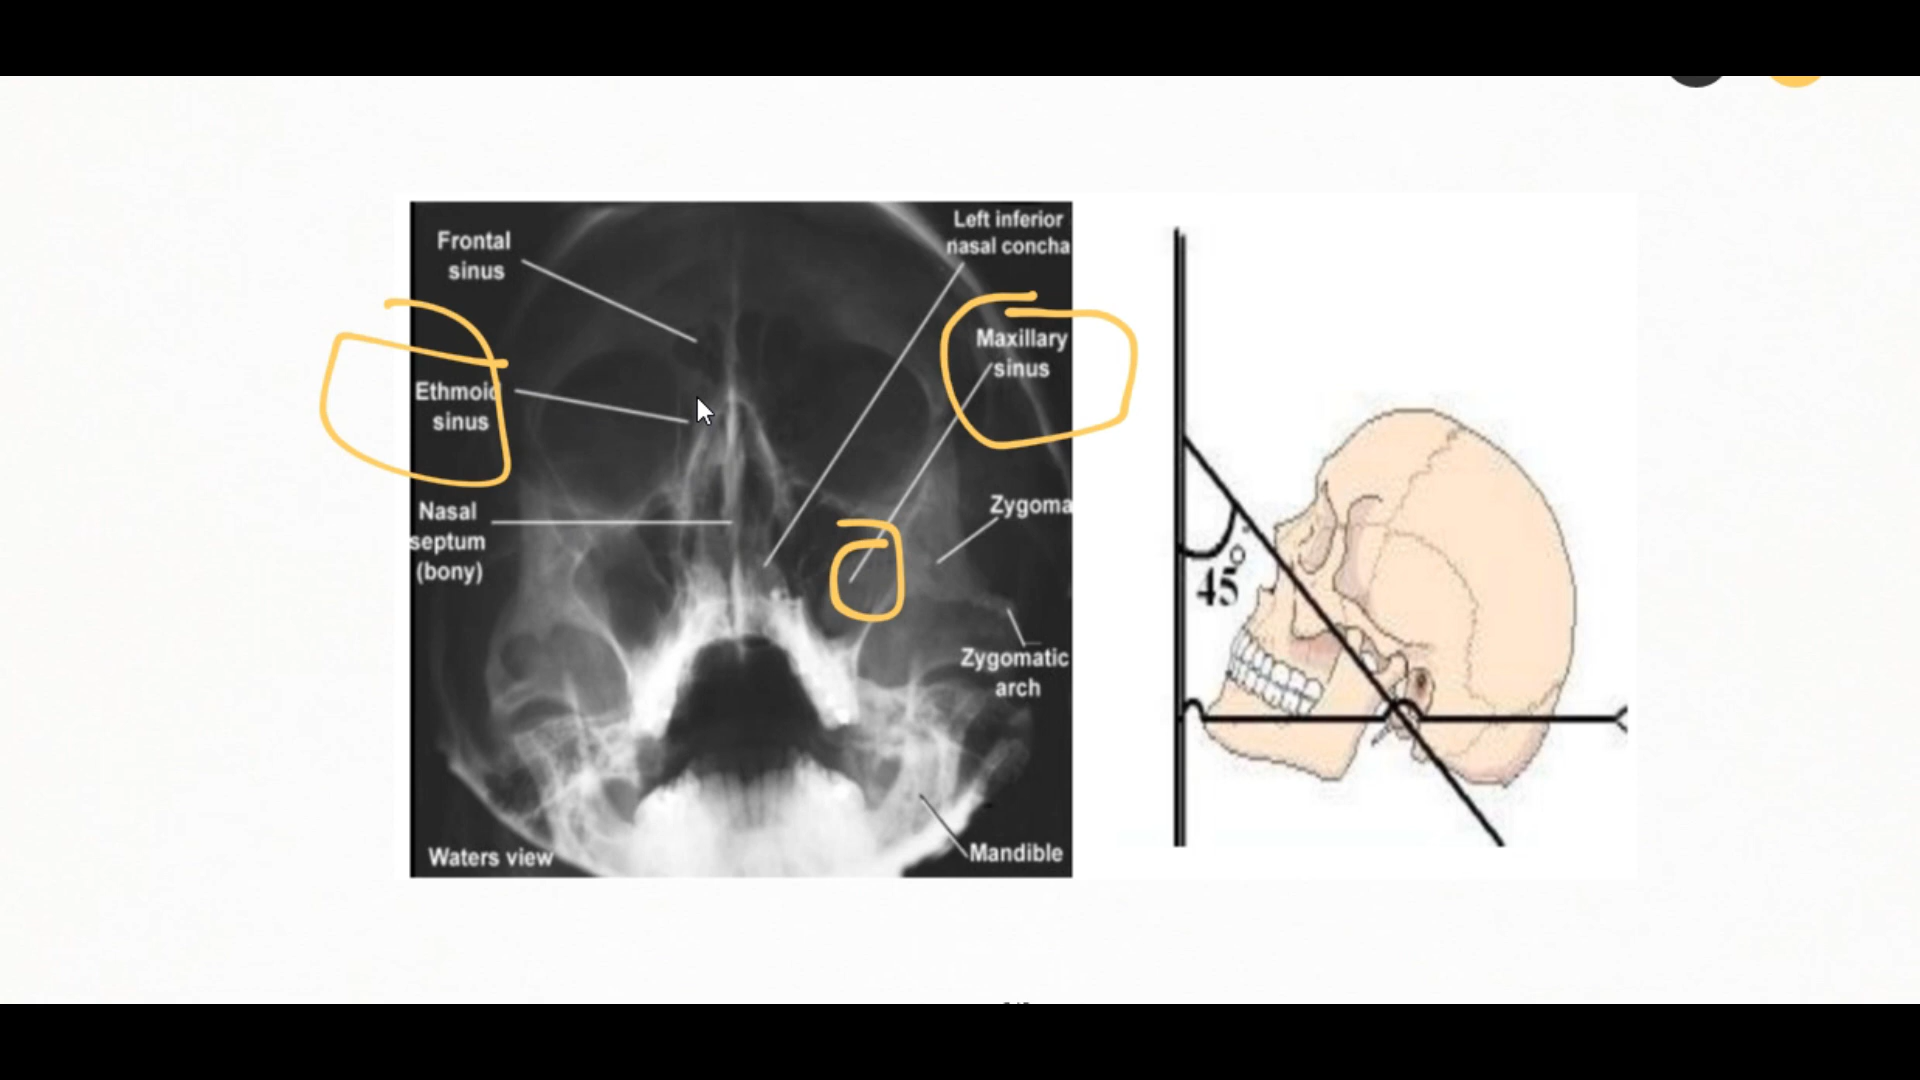 Frontal
sinus
Left inferior
nasal concha
Maxillary
sinus
Ethmoid
sinus
Nasal
septum
(bony)
Zygoma
Zygomatic
arch
Mandible
Waters view
45°